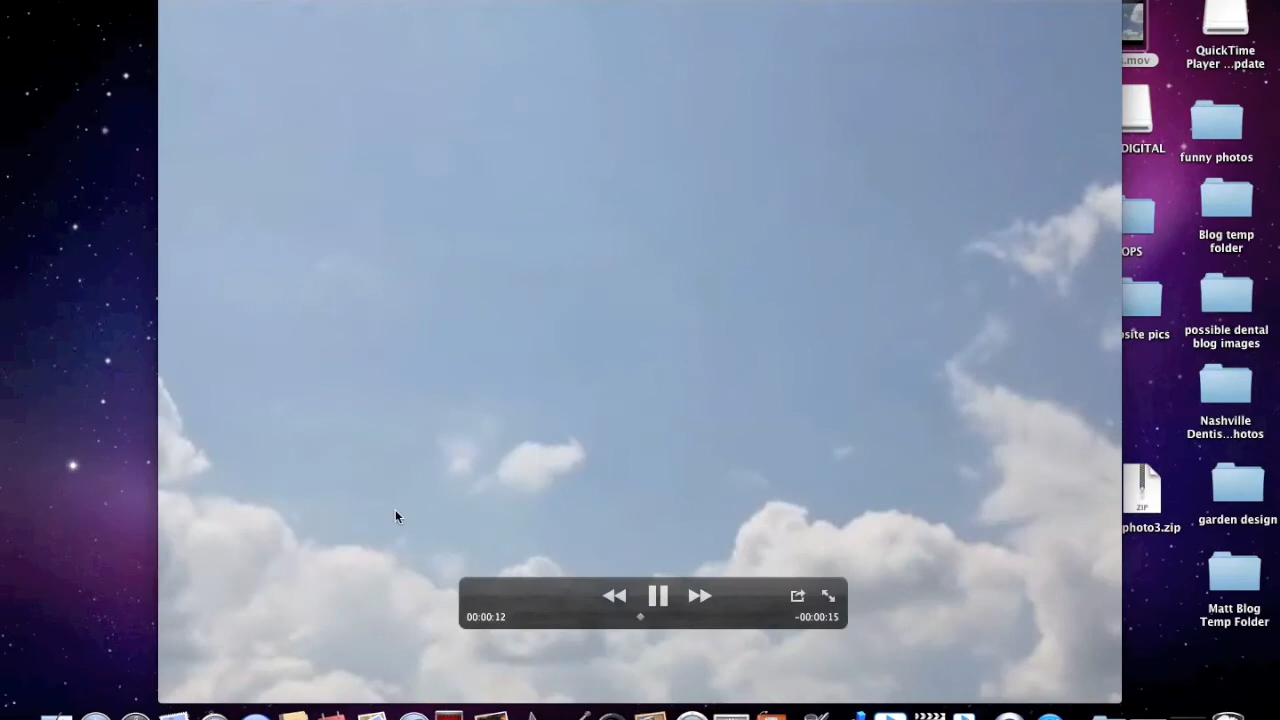 .mov
QuickTime
Player ...pdate
DIGITAL
funny photos
OPS
Blog temp
folder
site pics
possible dental
blog images
Nashville
Dentis...hotos
ZIP
photo3.zip
garden design
00:00:12
-00:00:15
Matt Blog
Temp Folder